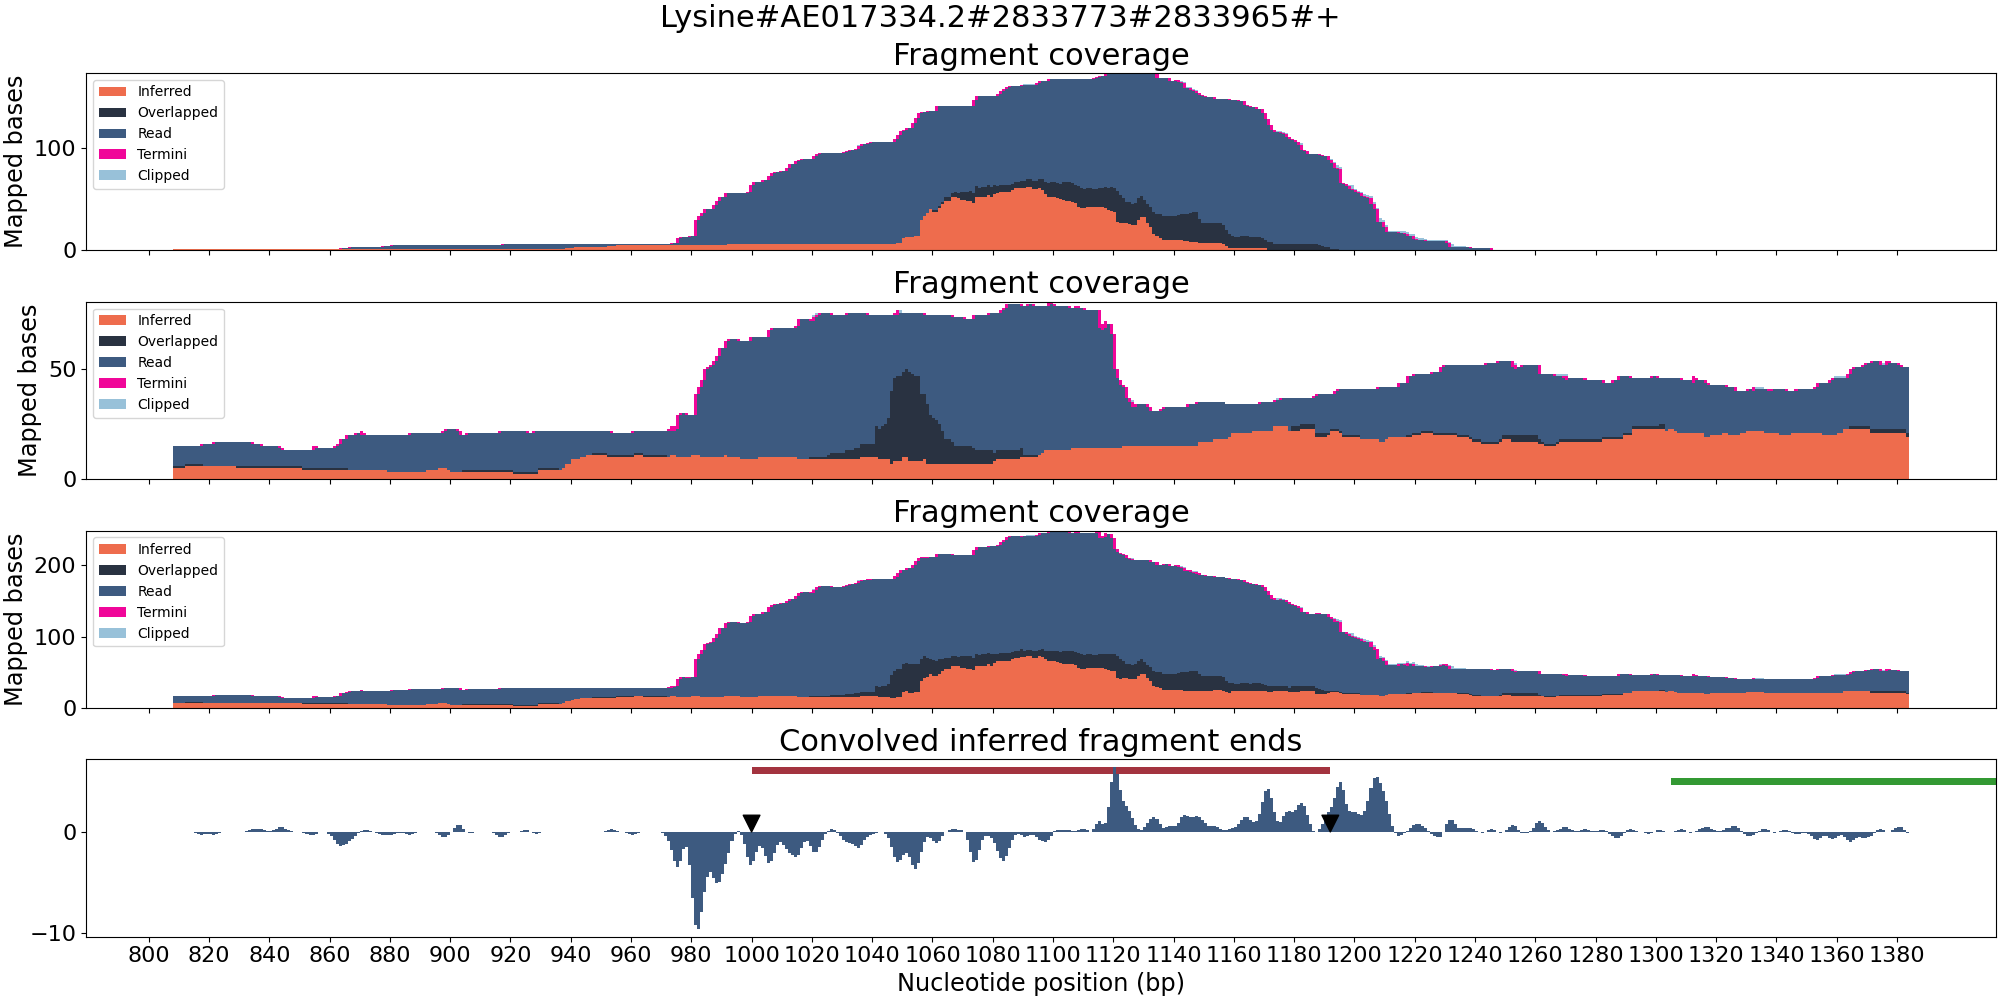 Lysine#AE017334.2#2833773#2833965#+
Fragment coverage
Mapped bases
100
0
Inferred
Overlapped
Read
Termini
Clipped
Fragment coverage
Mapped bases
50
0
Inferred
Overlapped
Read
Termini
Clipped
Fragment coverage
Mapped bases
200
100
0
Inferred
Overlapped
Read
Termini
Clipped
Convolved inferred fragment ends
0
−10
800 820 840 860 880 900 920 940 960 980 1000 1020 1040 1060 1080 1100 1120 1140 1160 1180 1200 1220 1240 1260 1280 1300 1320 1340 1360 1380
Nucleotide position (bp)